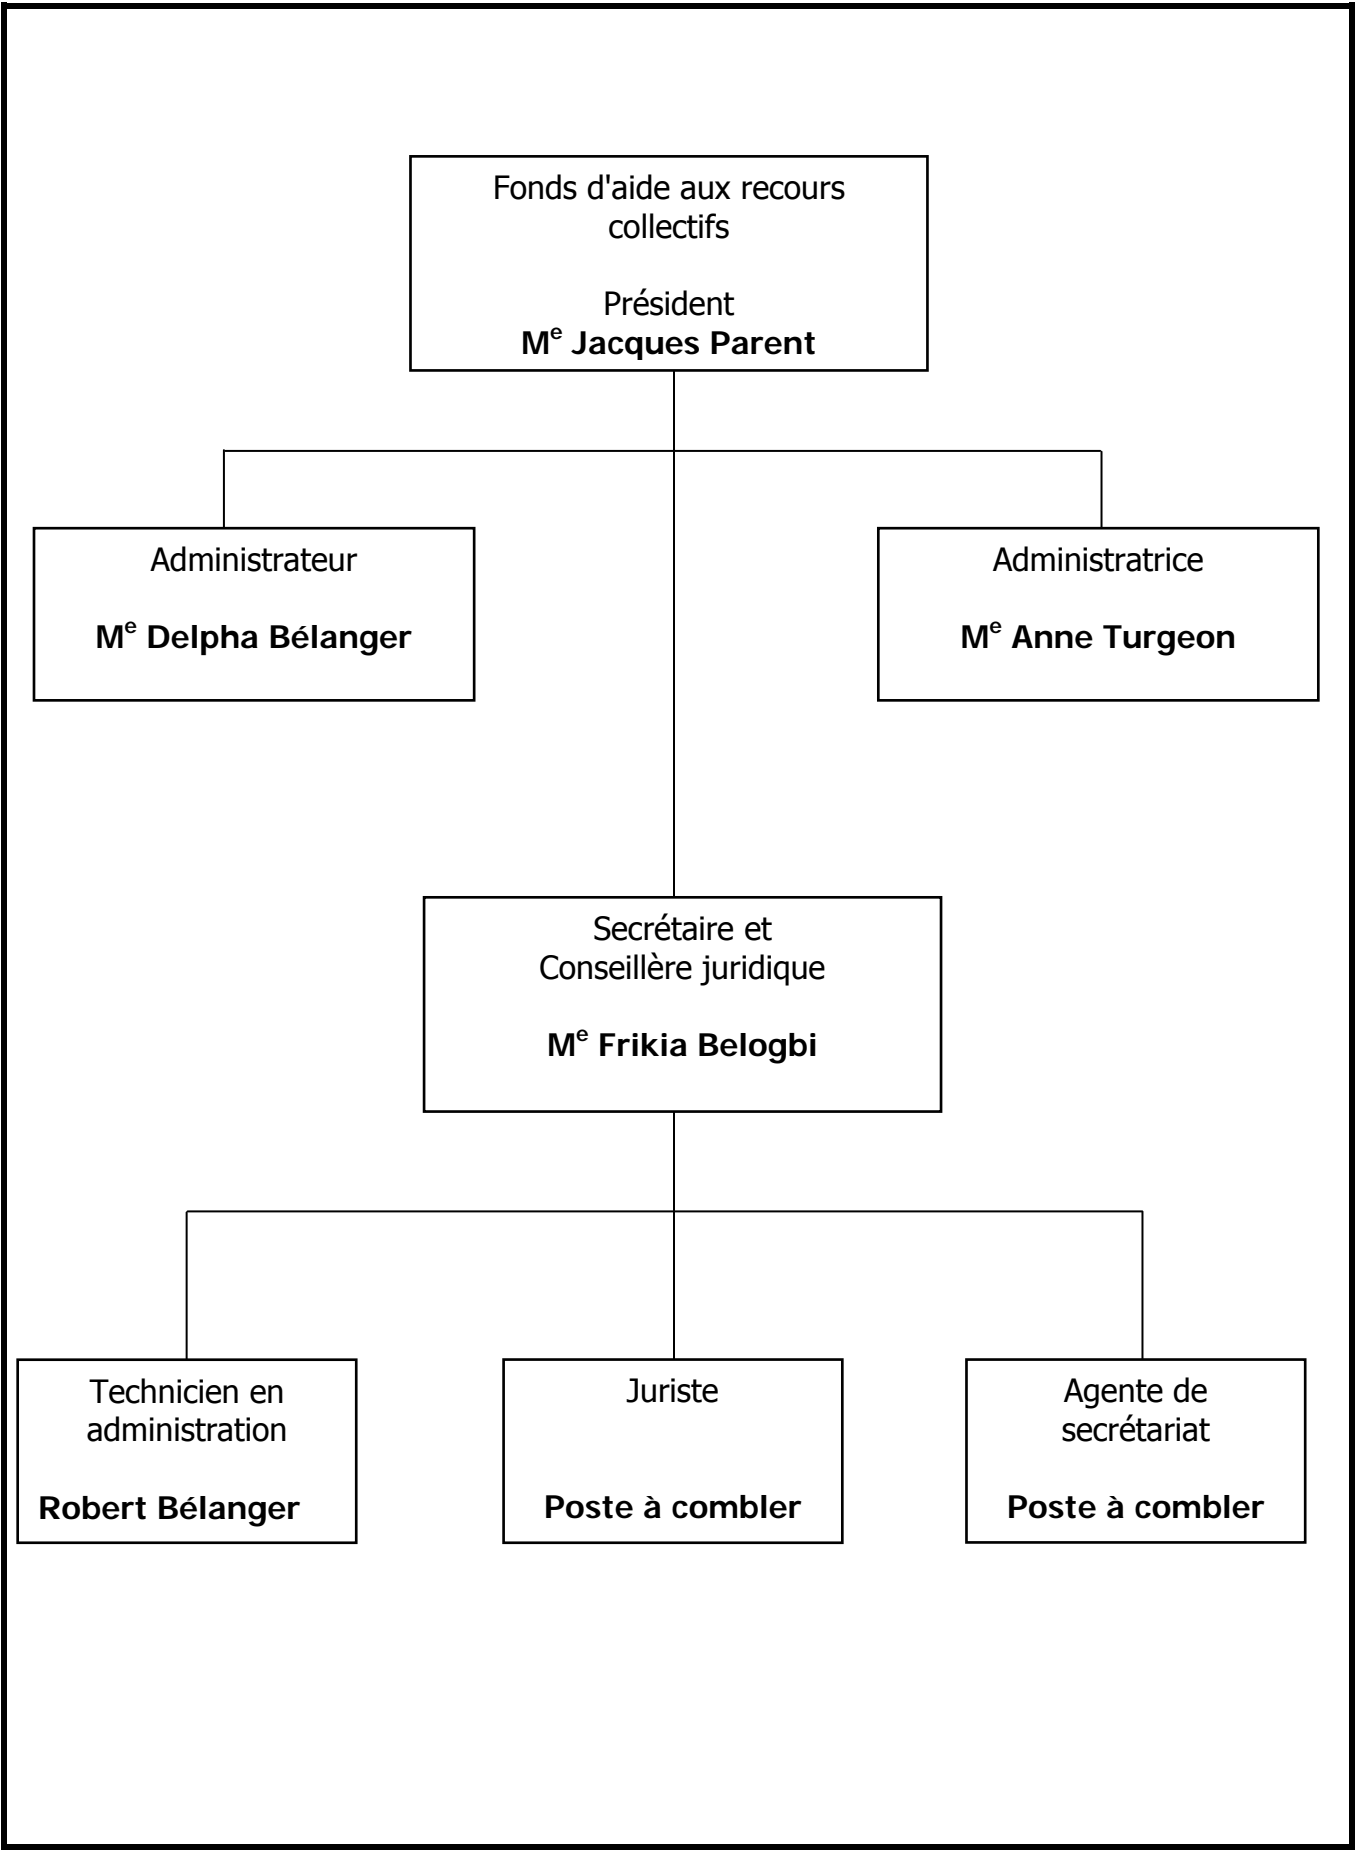 Fonds d'aide aux recours
collectifs
Président
Me Jacques Parent
Administrateur
Me Delpha Bélanger
Administratrice
Me Anne Turgeon
Secrétaire et
Conseillère juridique
Me Frikia Belogbi
Technicien en
administration
Robert Bélanger
Juriste
Poste à combler
Agente de
secrétariat
Poste à combler